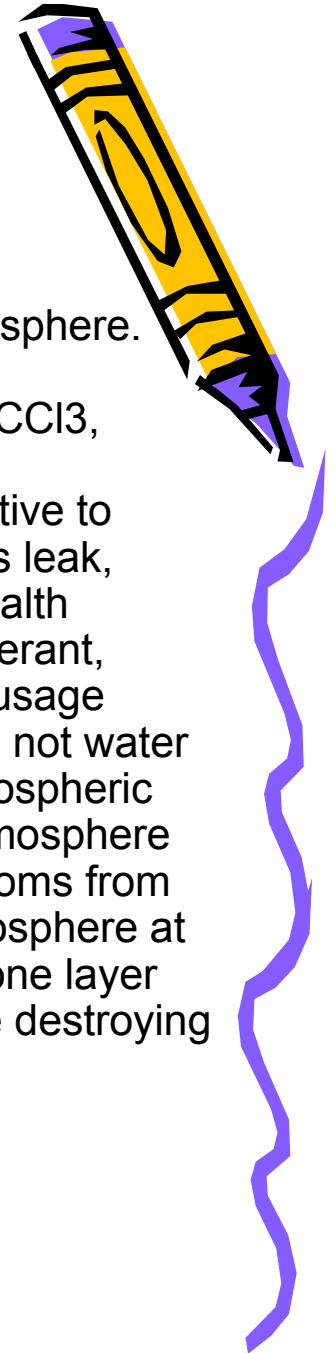 sphere.
CCl3,
tive to
s leak,
alth
erant,
usage
not water
ospheric
mosphere
oms from
osphere at
one layer
e destroying